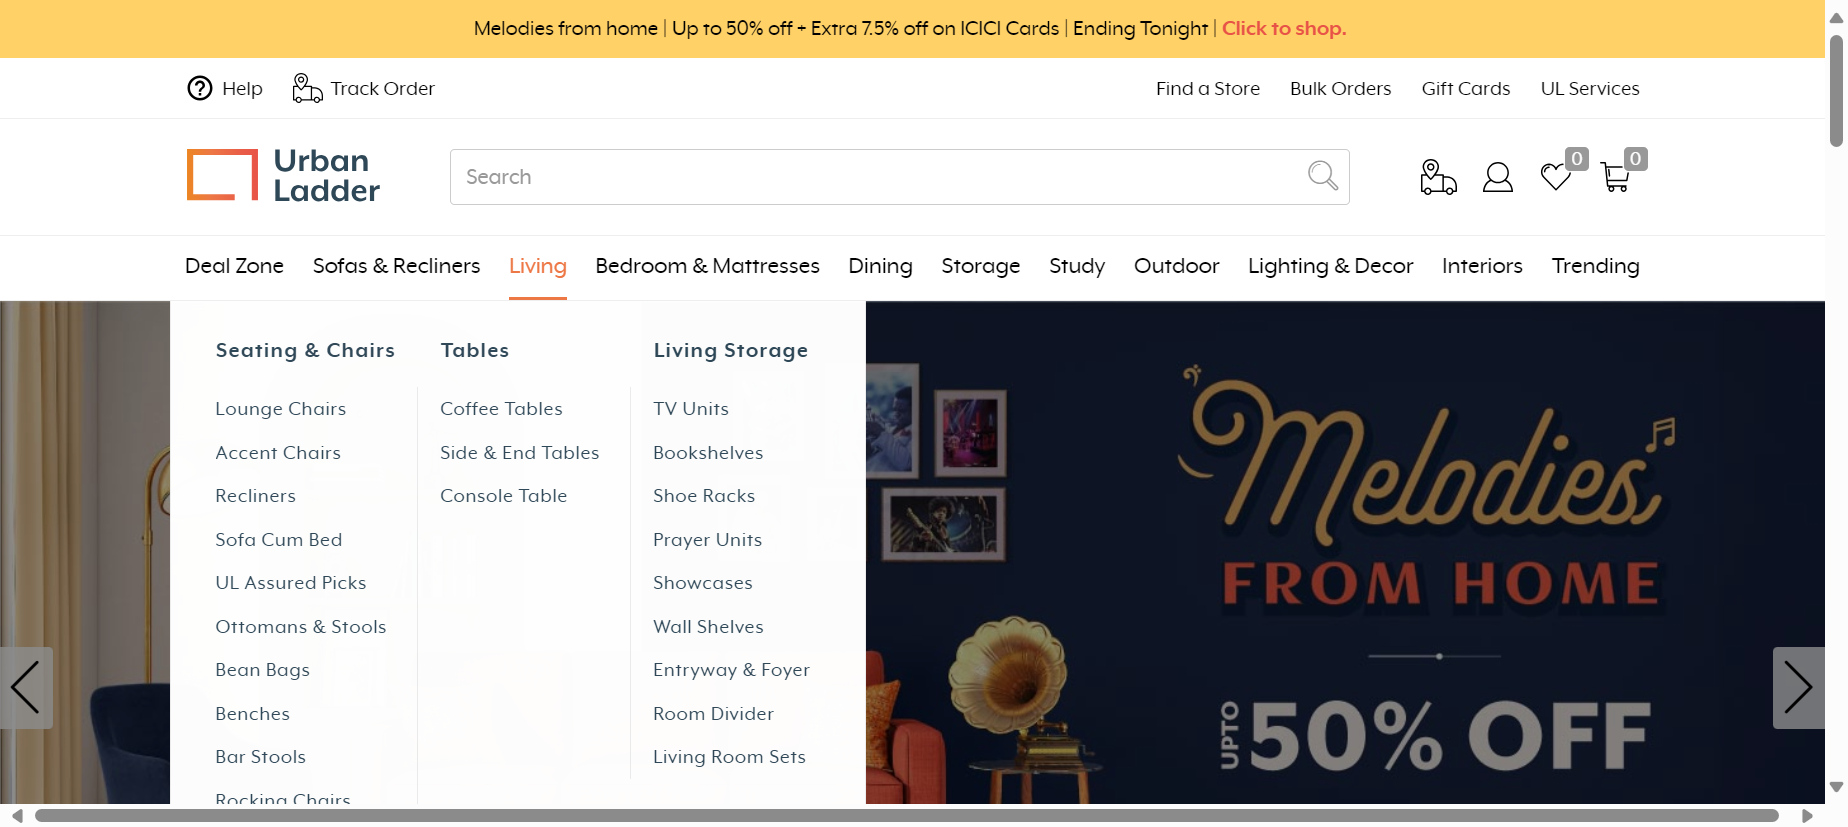 Melodies from home | Up to 50% off + Extra 7.5% off on ICICI Cards | Ending Tonight | Click to shop.
Help Track Order Find a Store Bulk Orders Gift Cards UL Services
Urban
Ladder
Search
0 0
Deal Zone Sofas & Recliners Living Bedroom & Mattresses Dining Storage Study Outdoor Lighting & Decor Interiors Trending
Seating & Chairs
Lounge Chairs
Accent Chairs
Recliners
Sofa Cum Bed
UL Assured Picks
Ottomans & Stools
Bean Bags
Benches
Bar Stools
Rocking Chairs
Tables
Coffee Tables
Side & End Tables
Console Table
Living Storage
TV Units
Bookshelves
Shoe Racks
Prayer Units
Showcases
Wall Shelves
Entryway & Foyer
Room Divider
Living Room Sets
Melodies
FROM HOME
UPTO 50% OFF